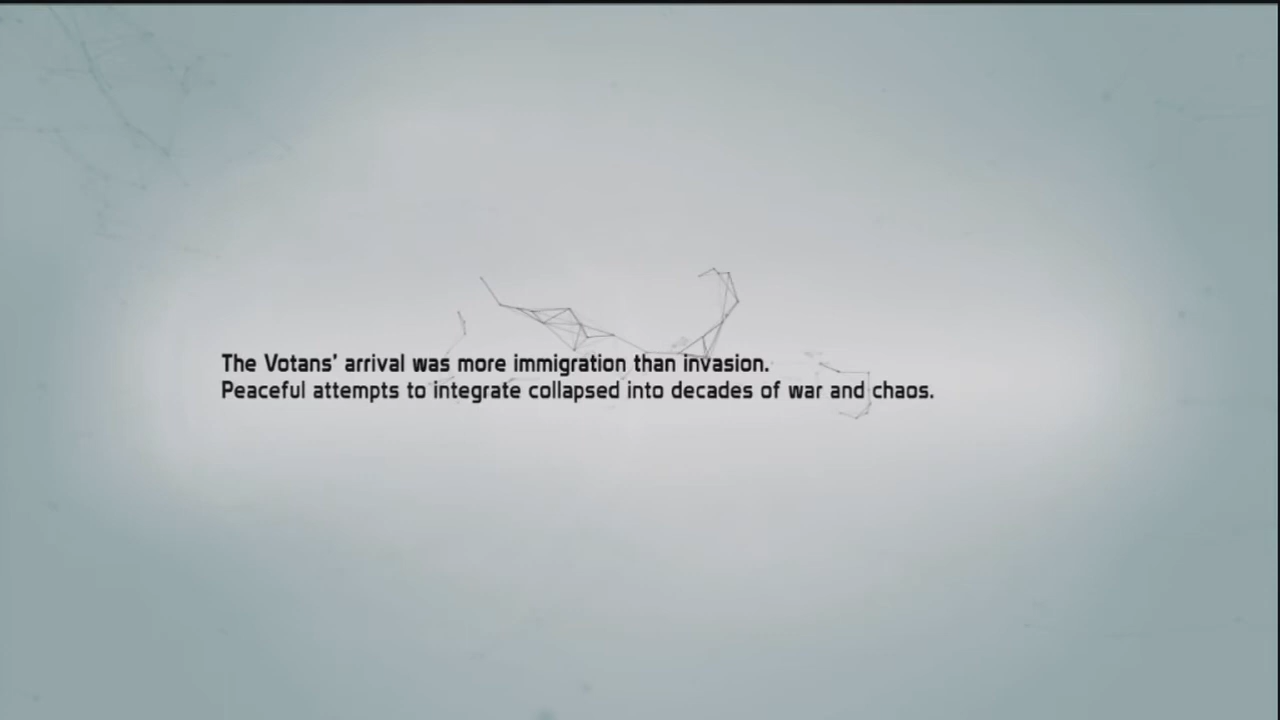 The Votans' arrival was more immigration than invasion.
Peaceful attempts to integrate collapsed into decades of war and chaos.